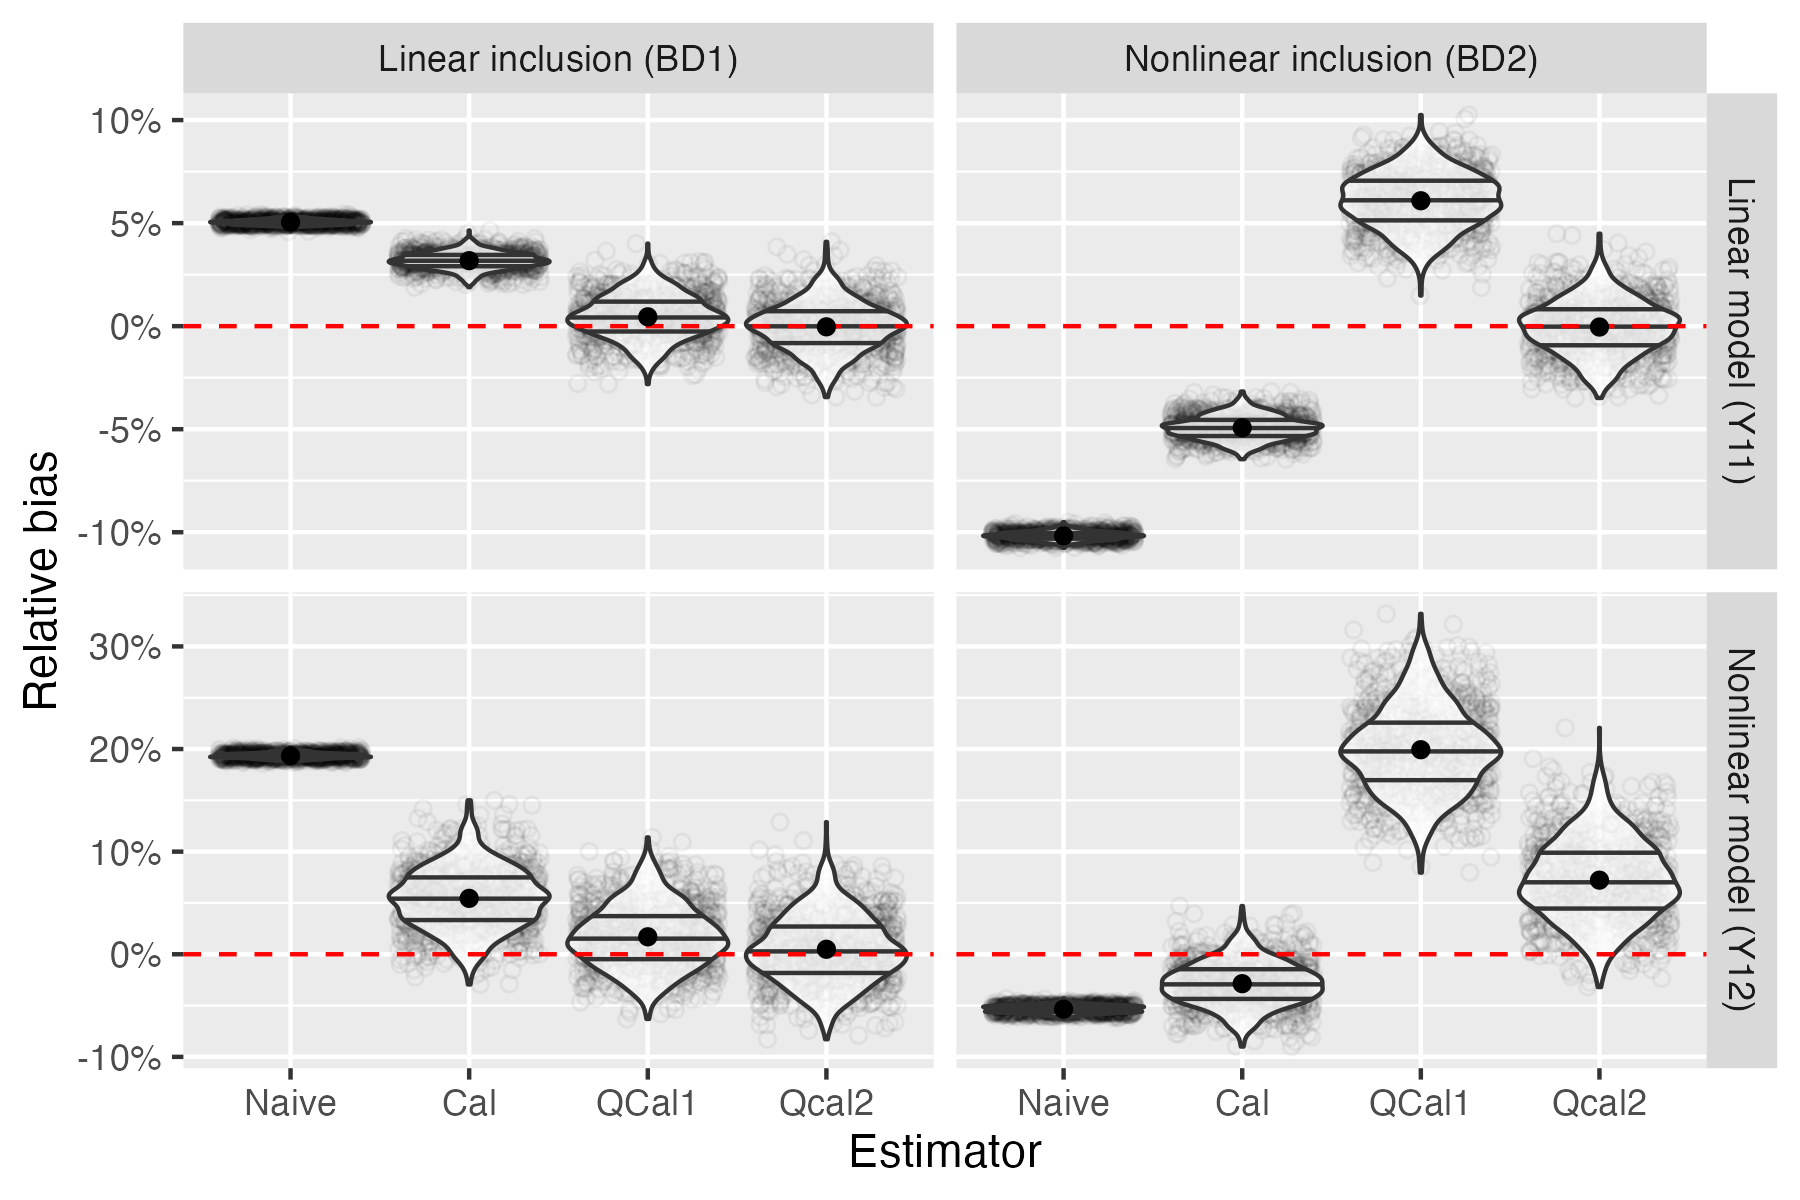 Linear inclusion (BD1)
Nonlinear inclusion (BD2)
10%
5%
0%
-5%
-10%
Linear model (Y11)
30%
20%
10%
0%
-10%
Nonlinear model (Y12)
Relative bias
Naive
Cal
QCal1
Qcal2
Naive
Cal
QCal1
Qcal2
Estimator